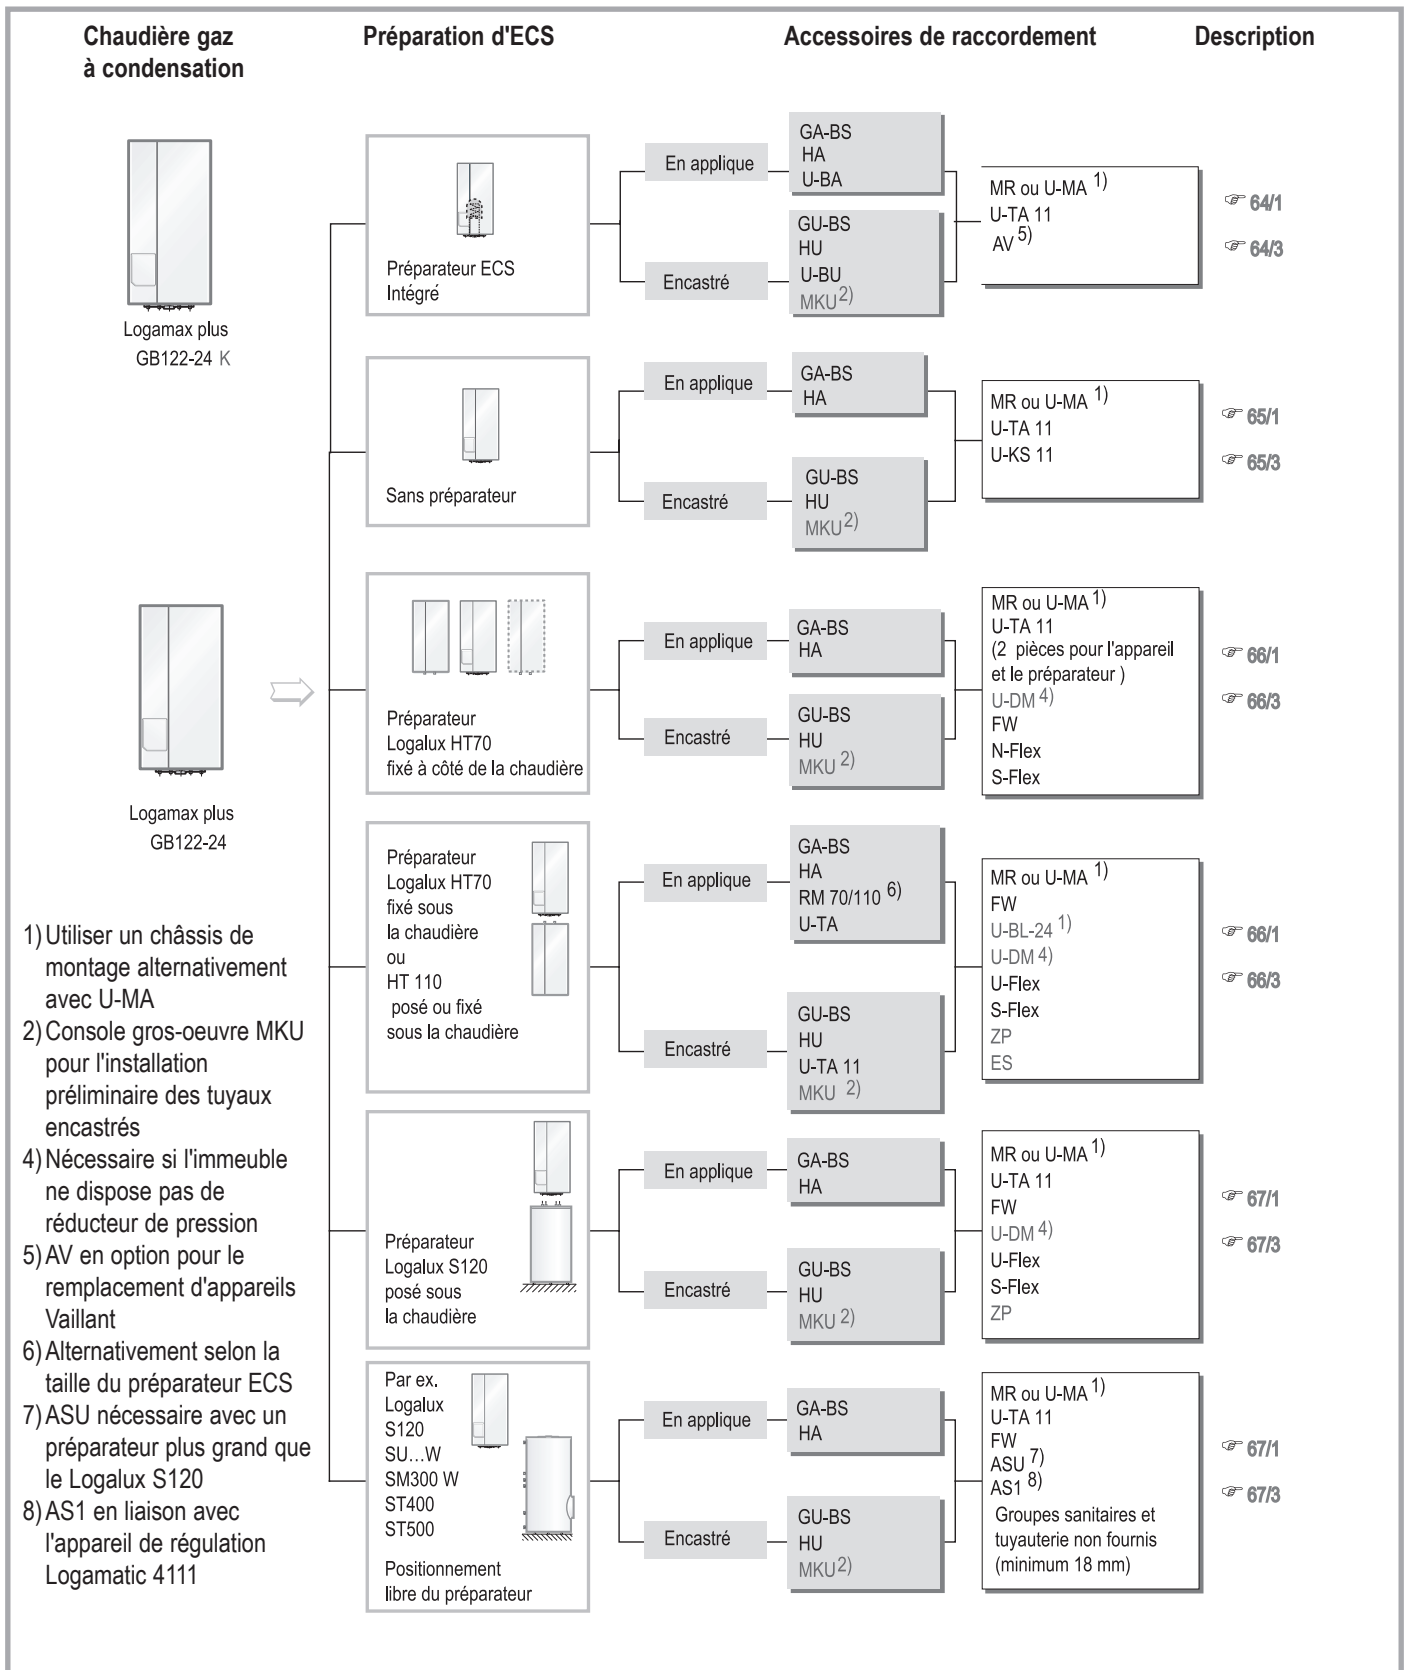 Chaudière gaz
à condensation
Préparation d'ECS
Accessoires de raccordement
Description
Logamax plus
GB122-24 K
Logamax plus
GB122-24
1) Utiliser un châssis de
montage alternativement
avec U-MA
2) Console gros-oeuvre MKU
pour l'installation
préliminaire des tuyaux
encastrés
4) Nécessaire si l'immeuble
ne dispose pas de
réducteur de pression
5) AV en option pour le
remplacement d'appareils
Vaillant
6) Alternativement selon la
taille du préparateur ECS
7) ASU nécessaire avec un
préparateur plus grand que
le Logalux S120
8) AS1 en liaison avec
l'appareil de régulation
Logamatic 4111
Préparateur ECS
Intégré
En applique
GA-BS
HA
U-BA
Encastré
GU-BS
HU
U-BU
MKU 2)
MR ou U-MA 1)
U-TA 11
AV 5)
☞ 64/1
☞ 64/3
Sans préparateur
En applique
GA-BS
HA
Encastré
GU-BS
HU
MKU 2)
MR ou U-MA 1)
U-TA 11
U-KS 11
☞ 65/1
☞ 65/3
Préparateur
Logalux HT70
fixé à côté de la chaudière
En applique
GA-BS
HA
Encastré
GU-BS
HU
MKU 2)
MR ou U-MA 1)
U-TA 11
(2 pièces pour l'appareil
et le préparateur )
U-DM 4)
FW
N-Flex
S-Flex
☞ 66/1
☞ 66/3
Préparateur
Logalux HT70
fixé sous
la chaudière
ou
HT 110
posé ou fixé
sous la chaudière
En applique
GA-BS
HA
RM 70/110 6)
U-TA
Encastré
GU-BS
HU
U-TA 11
MKU 2)
MR ou U-MA 1)
FW
U-BL-24 1)
U-DM 4)
U-Flex
S-Flex
ZP
ES
☞ 66/1
☞ 66/3
Préparateur
Logalux S120
posé sous
la chaudière
En applique
GA-BS
HA
Encastré
GU-BS
HU
MKU 2)
MR ou U-MA 1)
U-TA 11
FW
U-DM 4)
U-Flex
S-Flex
ZP
☞ 67/1
☞ 67/3
Par ex.
Logalux
S120
SU…W
SM300 W
ST400
ST500
Positionnement
libre du préparateur
En applique
GA-BS
HA
Encastré
GU-BS
HU
MKU 2)
MR ou U-MA 1)
U-TA 11
FW
ASU 7)
AS1 8)
Groupes sanitaires et
tuyauterie non fournis
(minimum 18 mm)
☞ 67/1
☞ 67/3